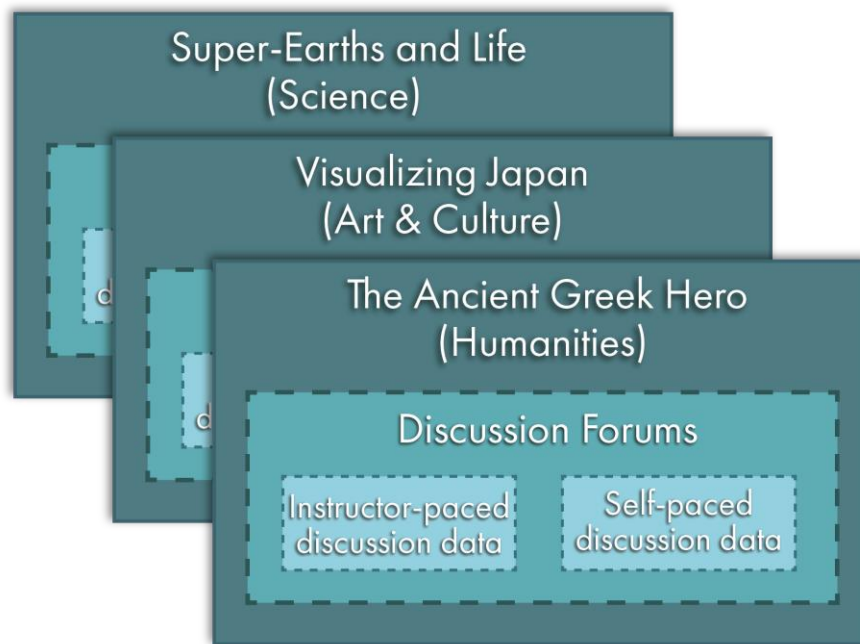 Super-Earths and Life
(Science)
Visualizing Japan
(Art & Culture)
The Ancient Greek Hero
(Humanities)
Discussion Forums
Instructor-paced
discussion data
Self-paced
discussion data